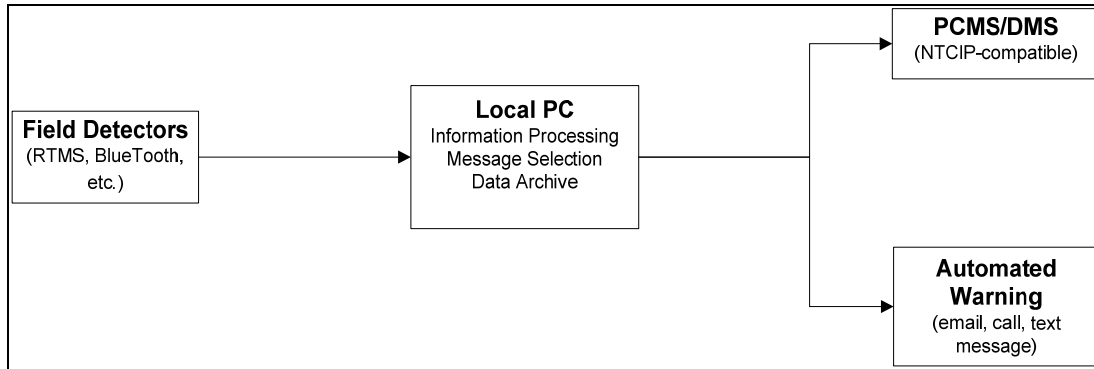 Field Detectors
(RTMS, BlueTooth,
etc.)
Local PC
Information Processing
Message Selection
Data Archive
PCMS/DMS
(NTCIP-compatible)
Automated
Warning
(email, call, text
message)